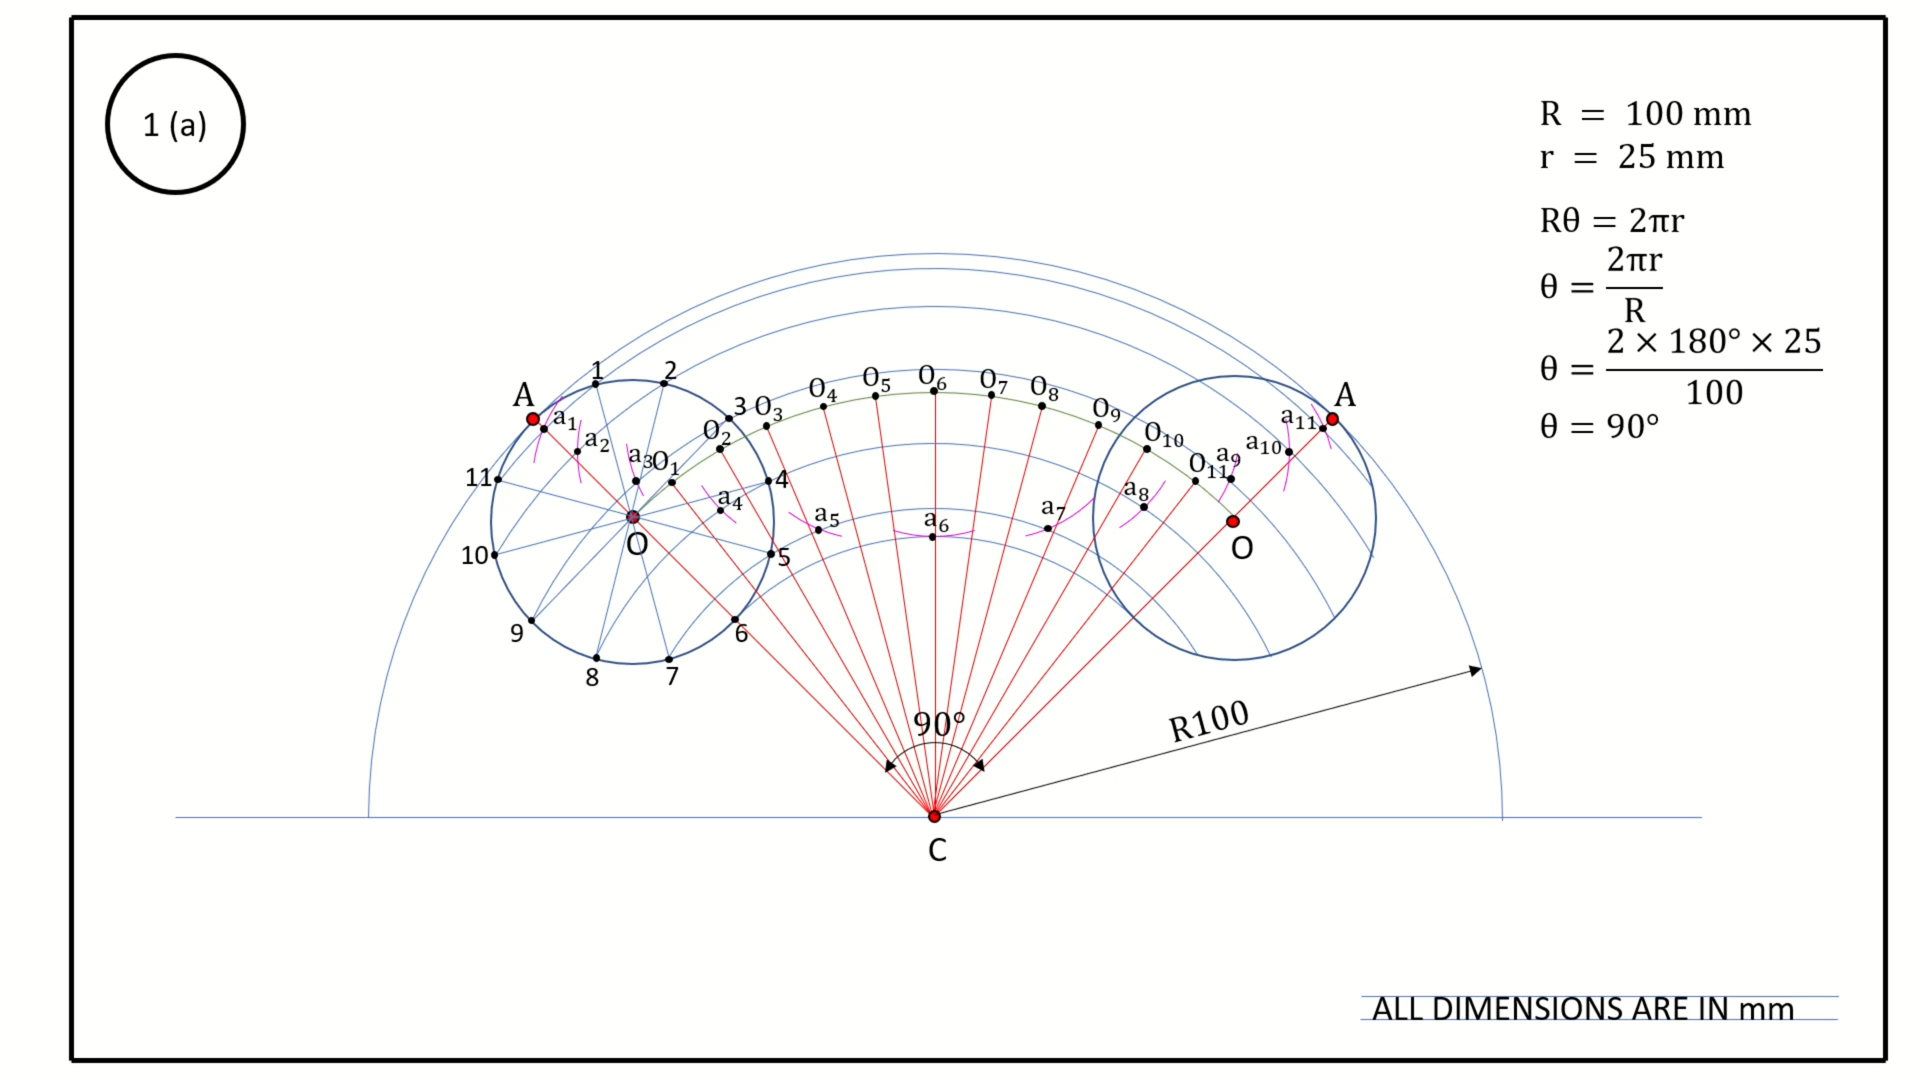 1 (a)
R = 100 mm
r = 25 mm
Rθ = 2πr
θ = 2πr / R
θ = 2 × 180° × 25 / 100
θ = 90°
A
1
2
3
4
5
6
7
8
9
10
11
O
a₁
a₂
a₃
a₄
a₅
a₆
a₇
a₈
a₉
a₁₀
a₁₁
O₁
O₂
O₃
O₄
O₅
O₆
O₇
O₈
O₉
O₁₀
O₁₁
A
O
90°
R100
C
ALL DIMENSIONS ARE IN mm